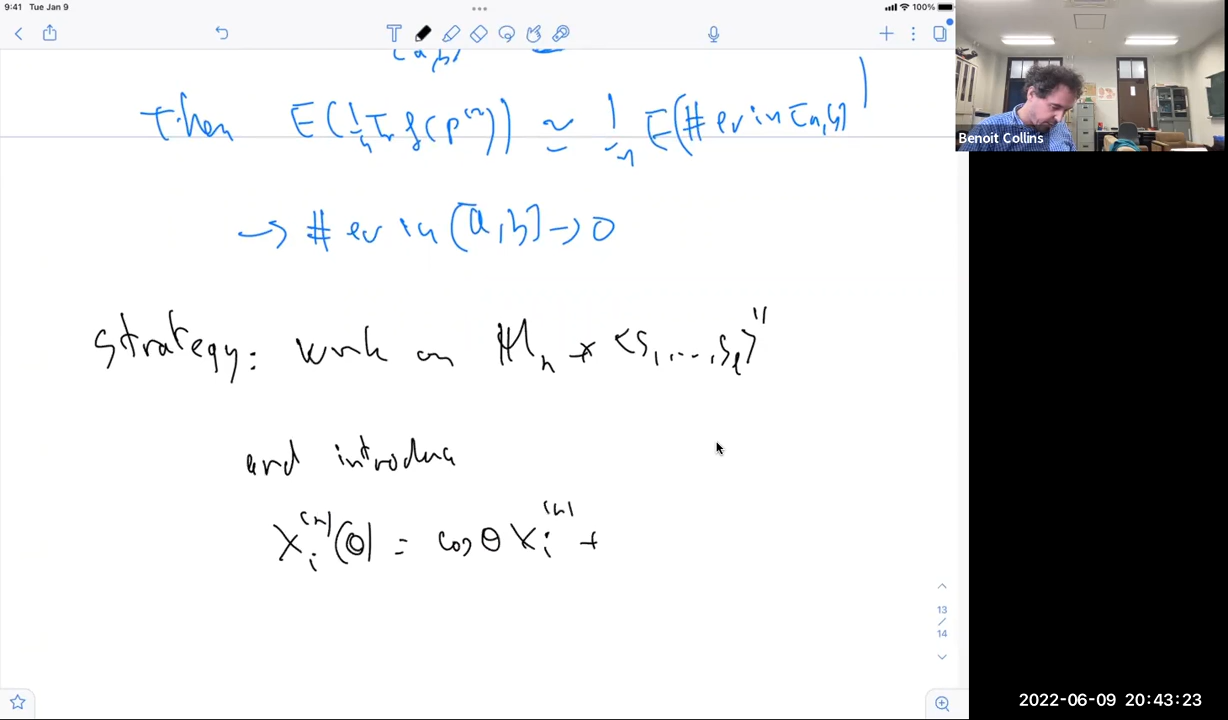 9:41 Tue Jan 9
100%
[a,b]
then E(1/n Tr f(P^(n))) ≃ 1/n E(# ev in [a,b])
→ # ev in [a,b] → 0
strategy: work on M_n * <S_1,...,S_l>''
and introduce
X_i^(n)(θ) = cos θ X_i^(n) +
Benoit Collins
13
/
14
2022-06-09 20:43:23